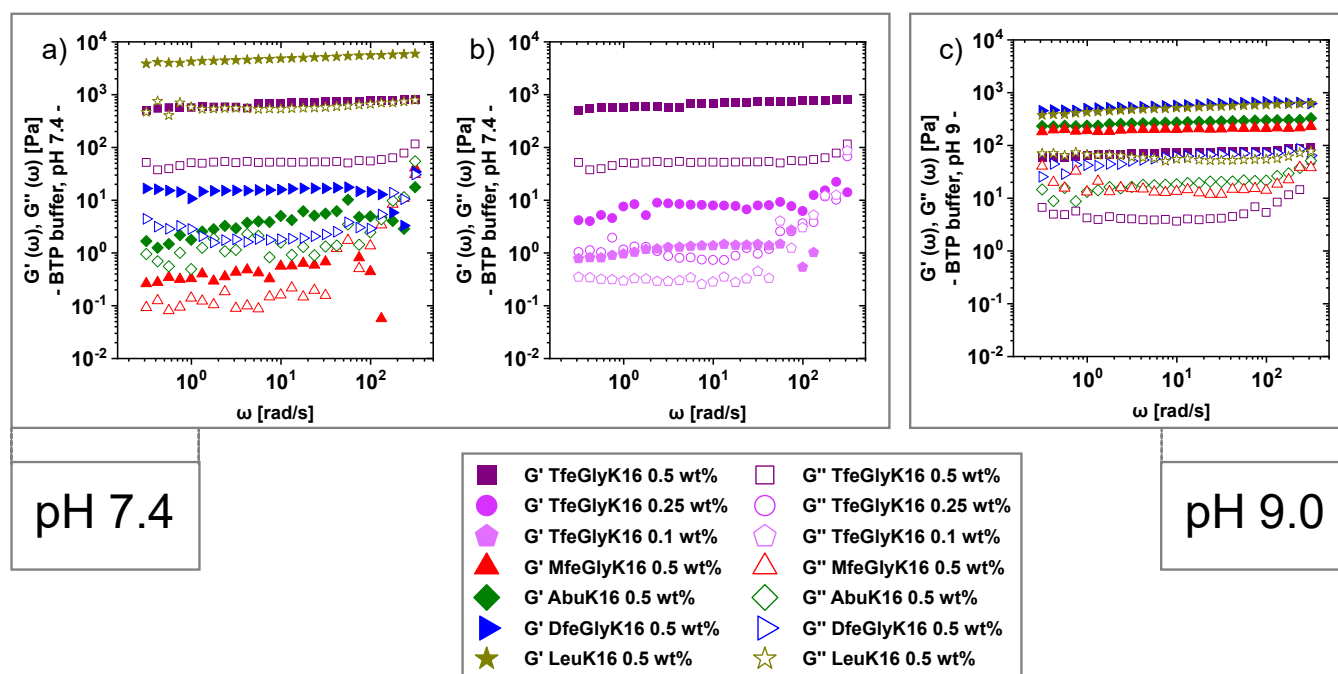 a)
G' (ω), G'' (ω) [Pa]
- BTP buffer, pH 7.4 -
10⁴
10³
10²
10¹
10⁰
10⁻¹
10⁻²
10⁰ 10¹ 10²
ω [rad/s]
b)
G' (ω), G'' (ω) [Pa]
- BTP buffer, pH 7.4 -
10⁴
10³
10²
10¹
10⁰
10⁻¹
10⁻²
10⁰ 10¹ 10²
ω [rad/s]
c)
G' (ω), G'' (ω) [Pa]
- BTP buffer, pH 9 -
10⁴
10³
10²
10¹
10⁰
10⁻¹
10⁻²
10⁰ 10¹ 10²
ω [rad/s]
pH 7.4
G' TfeGlyK16 0.5 wt% G'' TfeGlyK16 0.5 wt%
G' TfeGlyK16 0.25 wt% G'' TfeGlyK16 0.25 wt%
G' TfeGlyK16 0.1 wt% G'' TfeGlyK16 0.1 wt%
G' MfeGlyK16 0.5 wt% G'' MfeGlyK16 0.5 wt%
G' AbuK16 0.5 wt% G'' AbuK16 0.5 wt%
G' DfeGlyK16 0.5 wt% G'' DfeGlyK16 0.5 wt%
G' LeuK16 0.5 wt% G'' LeuK16 0.5 wt%
pH 9.0